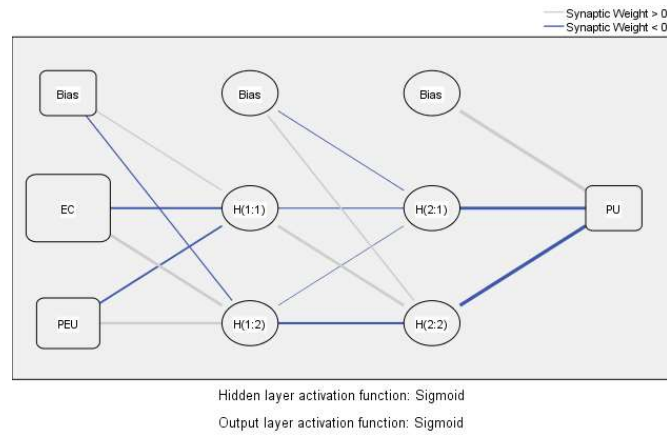 Synaptic Weight > 0
Synaptic Weight < 0
Bias Bias Bias
EC H(1:1) H(2:1) PU
PEU H(1:2) H(2:2)
Hidden layer activation function: Sigmoid
Output layer activation function: Sigmoid